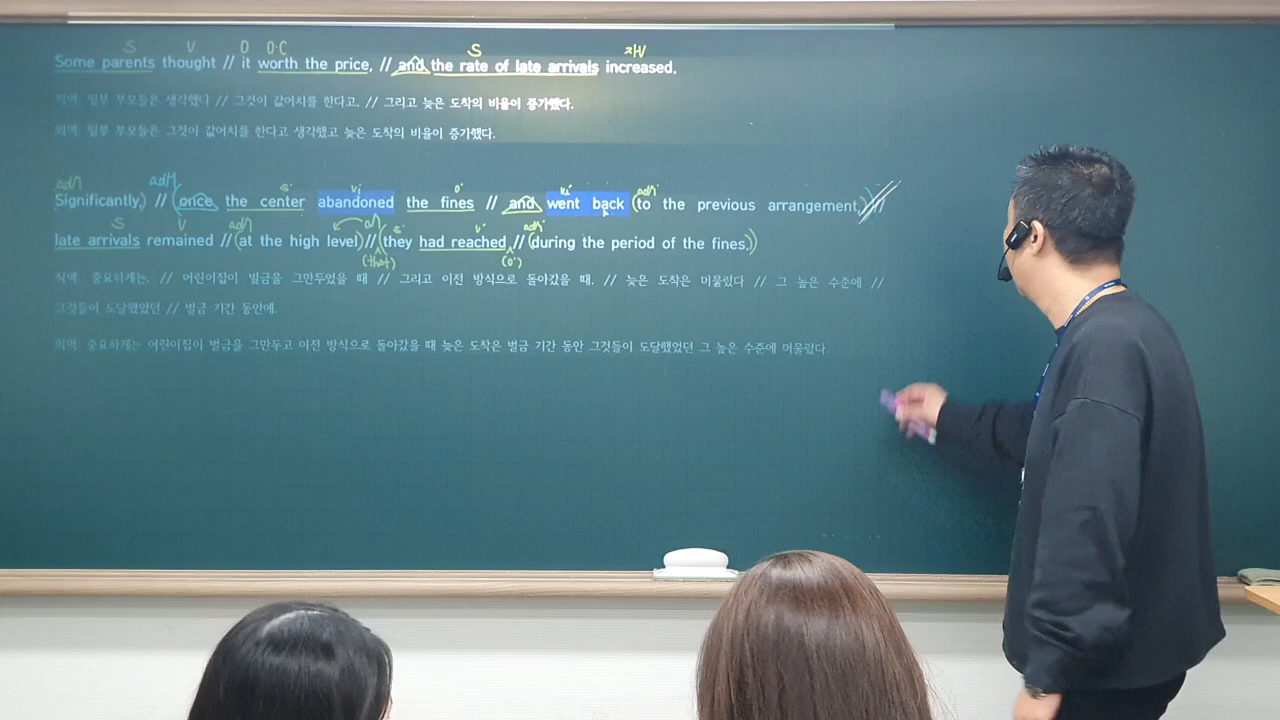 S V O O·C S 자V
Some parents thought // it worth the price, // and the rate of late arrivals increased.
직역: 일부 부모들은 생각했다 // 그것이 값어치를 한다고, // 그리고 늦은 도착의 비율이 증가했다.
의역: 일부 부모들은 그것이 값어치를 한다고 생각했고 늦은 도착의 비율이 증가했다.
Significantly,) // (once the center abandoned the fines // and went back (to the previous arrangement,)) //
S V
late arrivals remained // (at the high level) // (they had reached // (during the period of the fines.))
(that) (o')
직역: 중요하게는, // 어린이집이 벌금을 그만두었을 때 // 그리고 이전 방식으로 돌아갔을 때, // 늦은 도착은 머물렀다 // 그 높은 수준에 //
그것들이 도달했었던 // 벌금 기간 동안에.
의역: 중요하게는 어린이집이 벌금을 그만두고 이전 방식으로 돌아갔을 때 늦은 도착은 벌금 기간 동안 그것들이 도달했었던 그 높은 수준에 머물렀다.